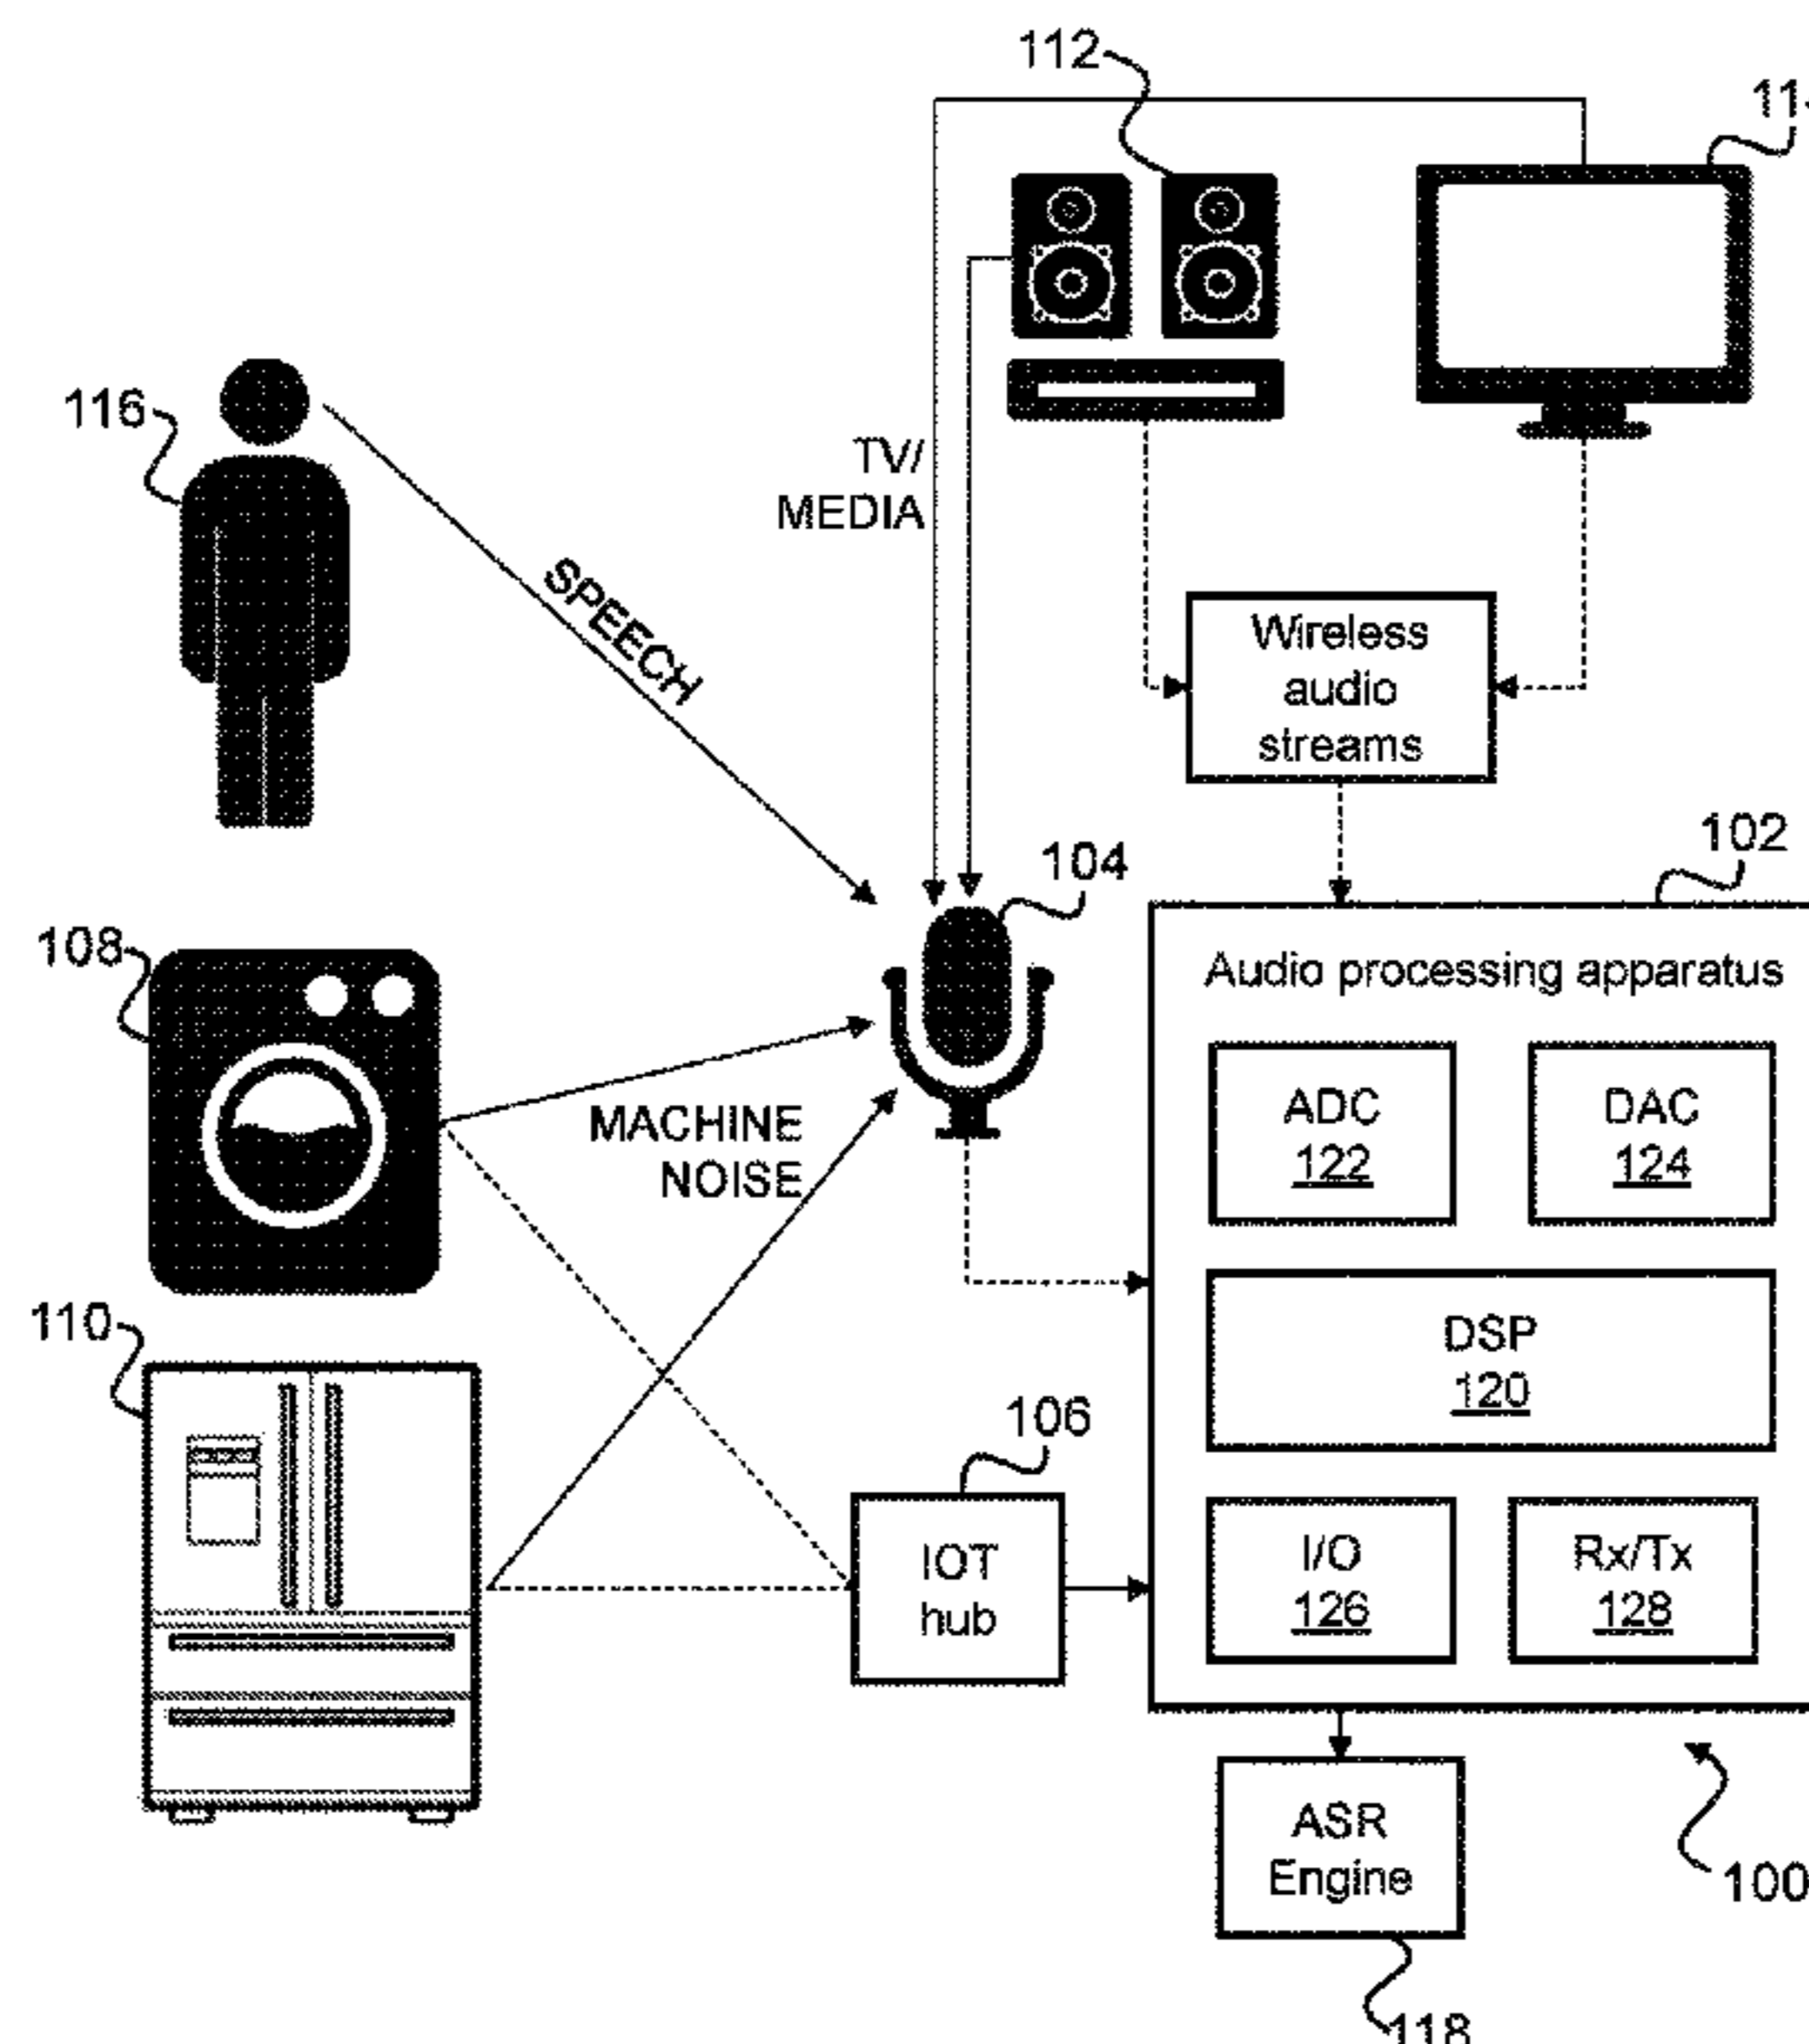 112
116
TV/
MEDIA
SPEECH
Wireless
audio
streams
102
104
108
Audio processing apparatus
ADC
122
DAC
124
MACHINE
NOISE
DSP
120
110
106
IOT
hub
I/O
126
Rx/Tx
128
ASR
Engine
100
118